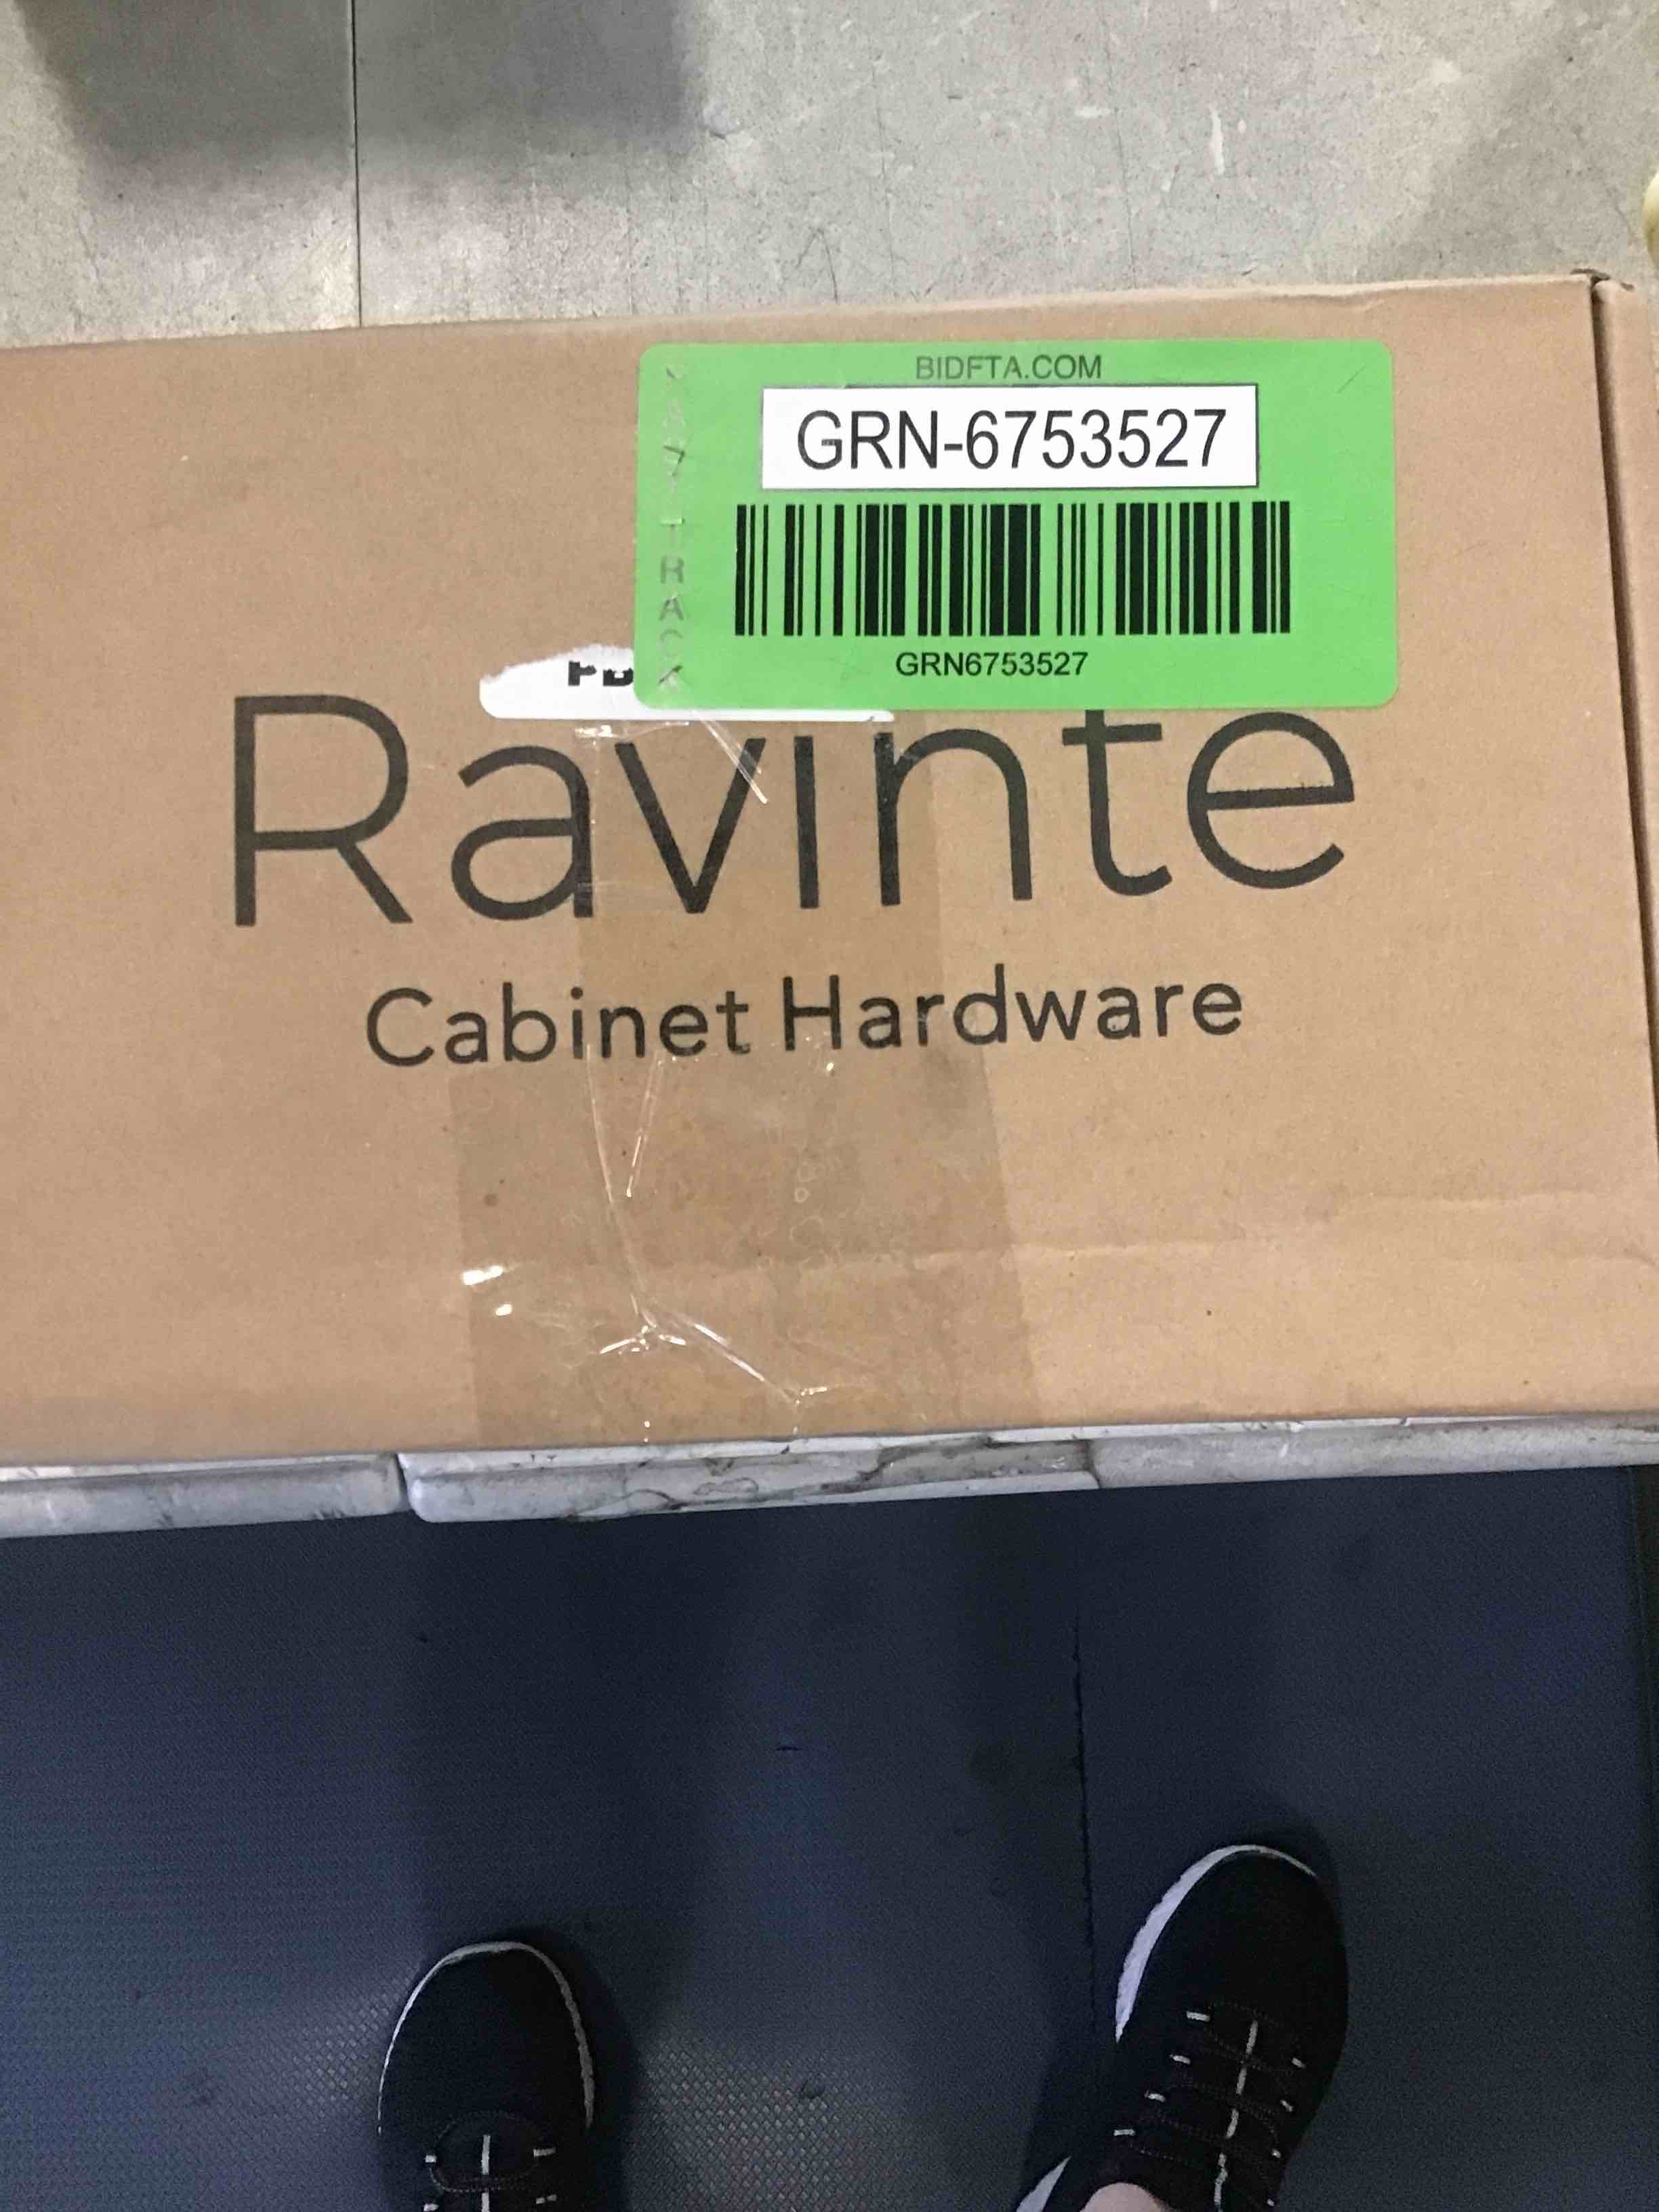 BIDFTA.COM
GRN-6753527
GRN6753527
Ravinte
Cabinet Hardware